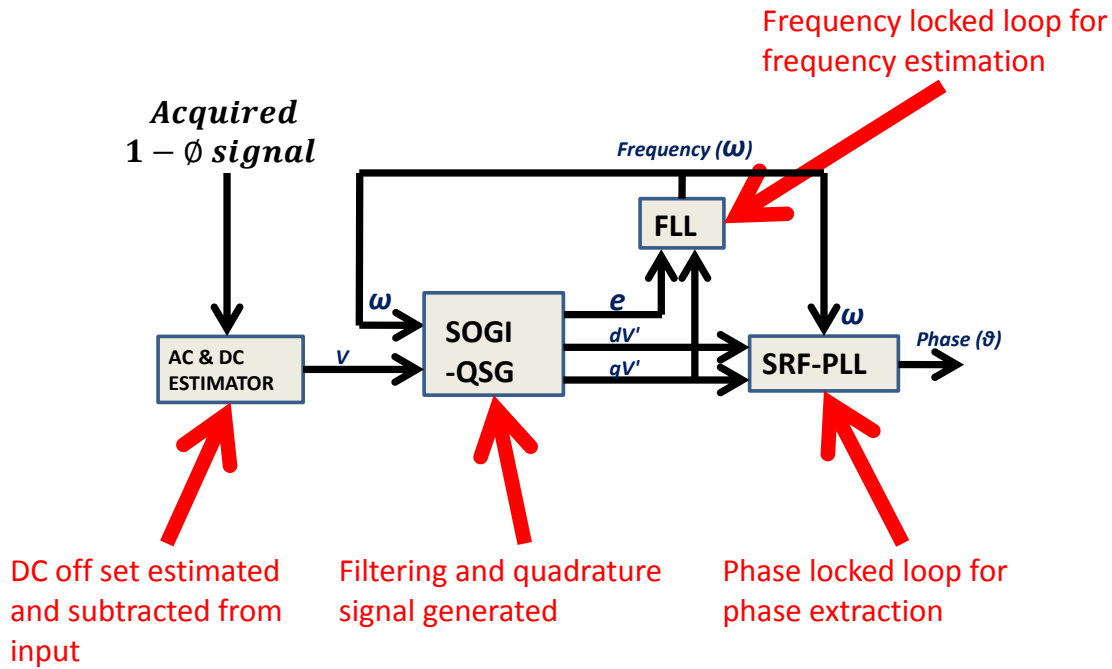 Frequency locked loop for
frequency estimation
Acquired
1 − ∅ signal
Frequency (ω)
FLL
ω
e
SOGI
-QSG
dV'
qV'
ω
Phase (ϑ)
AC & DC
ESTIMATOR
V
SRF-PLL
DC off set estimated
and subtracted from
input
Filtering and quadrature
signal generated
Phase locked loop for
phase extraction